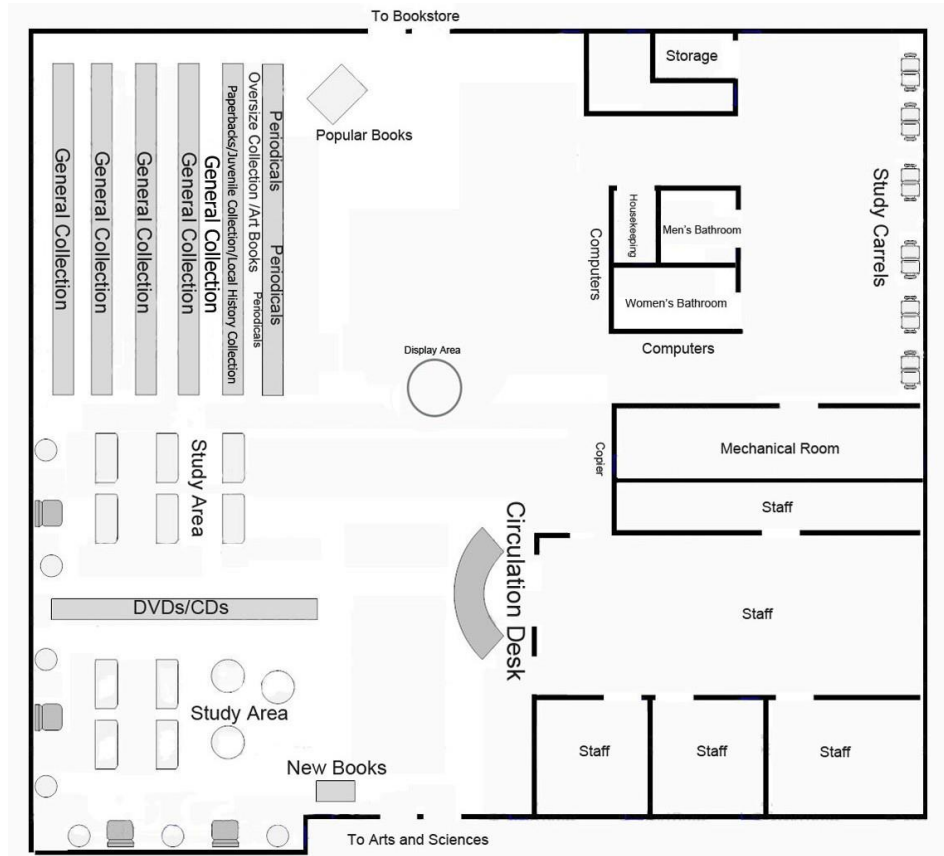 To Bookstore
Storage
Popular Books
General Collection
General Collection
General Collection
General Collection
General Collection
Paperbacks/Juvenile Collection/Local History Collection
Oversize Collection /Art Books
Periodicals
Periodicals
Periodicals
Study Carrels
Housekeeping
Men's Bathroom
Computers
Women's Bathroom
Computers
Display Area
Mechanical Room
Copier
Staff
Study Area
Circulation Desk
DVDs/CDs
Staff
Study Area
Staff
Staff
Staff
New Books
To Arts and Sciences